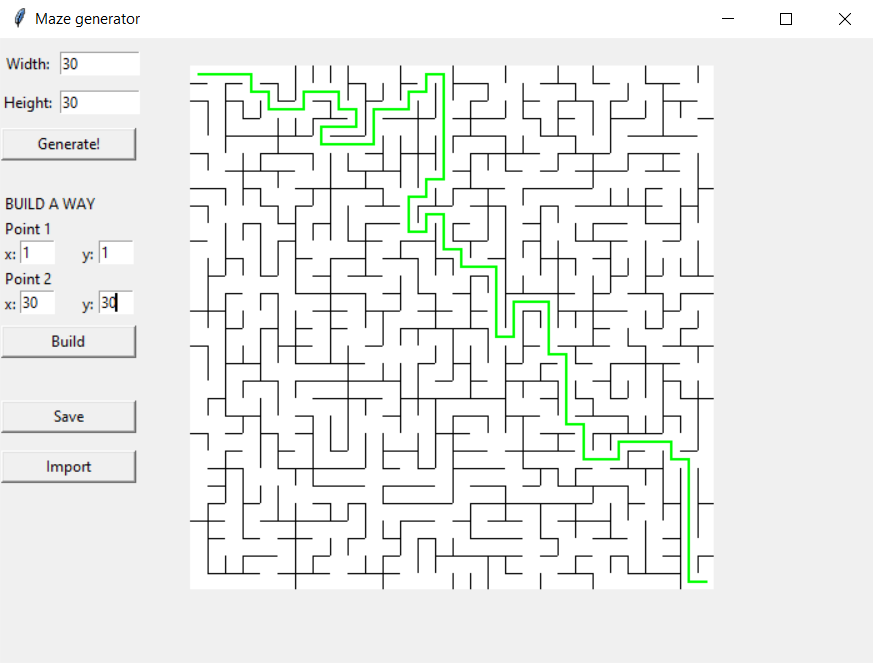 Maze generator
Width: 30
Height: 30
Generate!
BUILD A WAY
Point 1
x: 1 y: 1
Point 2
x: 30 y: 30
Build
Save
Import